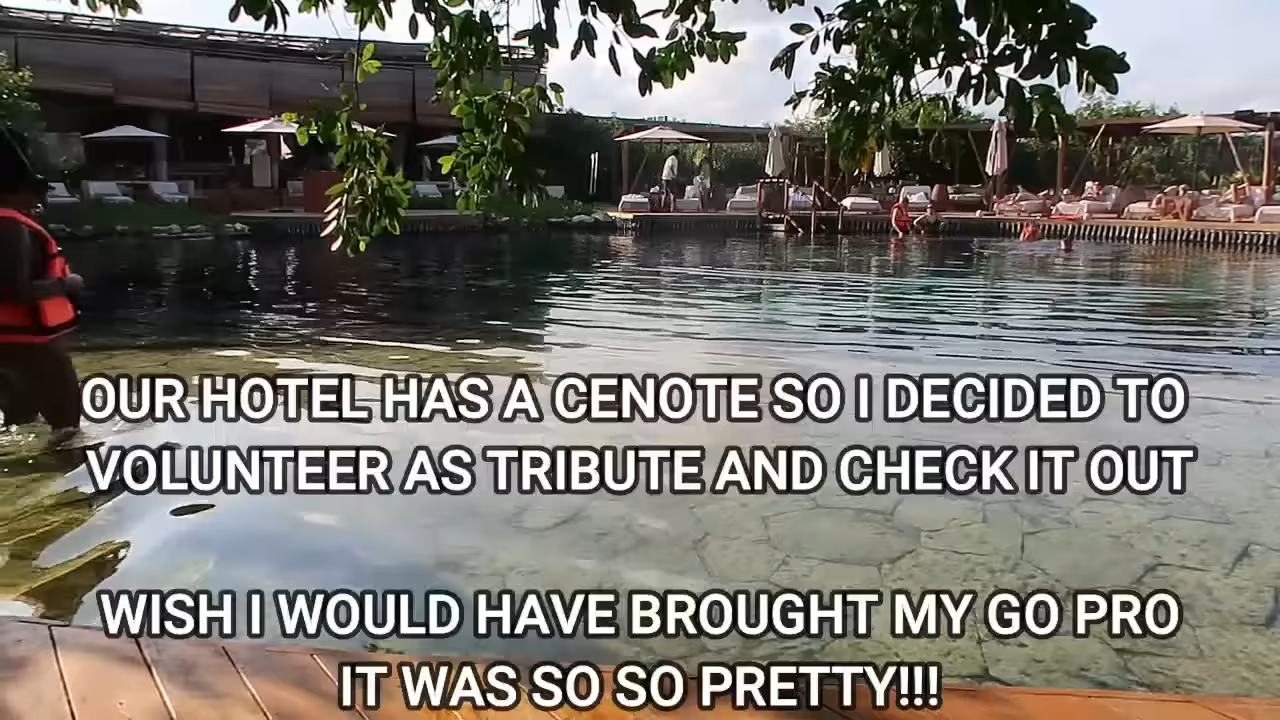 OUR HOTEL HAS A CENOTE SO I DECIDED TO
VOLUNTEER AS TRIBUTE AND CHECK IT OUT
WISH I WOULD HAVE BROUGHT MY GO PRO
IT WAS SO SO PRETTY!!!